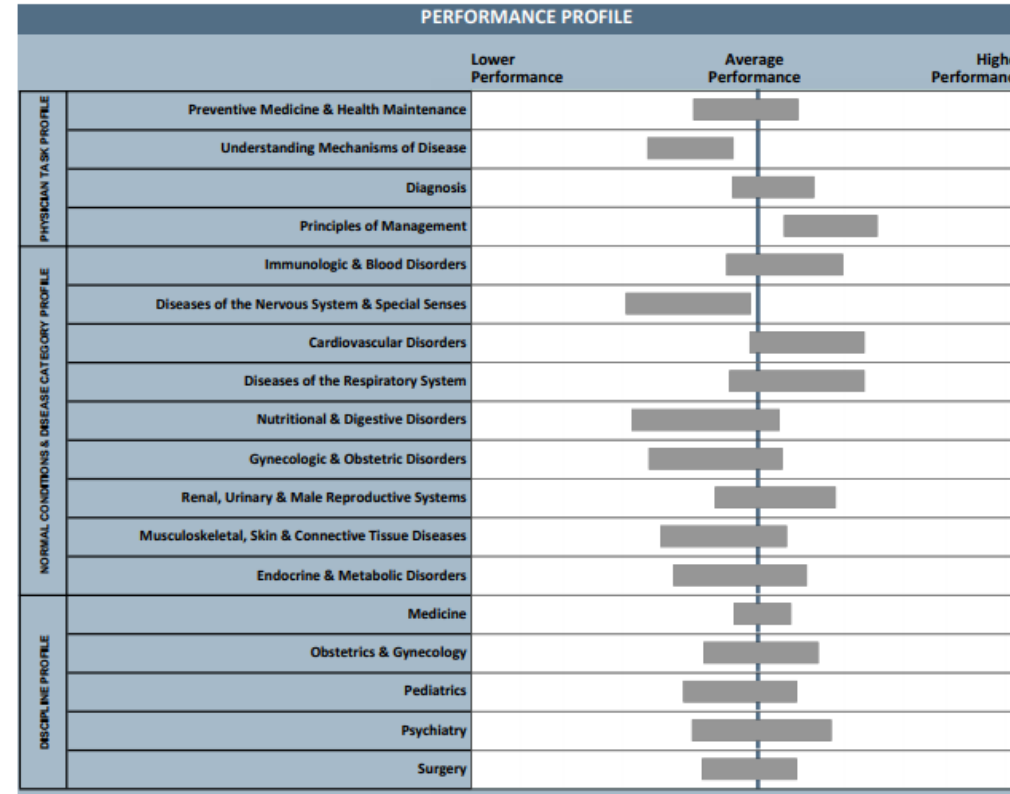 PERFORMANCE PROFILE
Lower
Performance
Average
Performance
High
Performan
PHYSICIAN TASK PROFILE
Preventive Medicine & Health Maintenance
Understanding Mechanisms of Disease
Diagnosis
Principles of Management
NORMAL CONDITIONS & DISEASE CATEGORY PROFILE
Immunologic & Blood Disorders
Diseases of the Nervous System & Special Senses
Cardiovascular Disorders
Diseases of the Respiratory System
Nutritional & Digestive Disorders
Gynecologic & Obstetric Disorders
Renal, Urinary & Male Reproductive Systems
Musculoskeletal, Skin & Connective Tissue Diseases
Endocrine & Metabolic Disorders
DISCIPLINE PROFILE
Medicine
Obstetrics & Gynecology
Pediatrics
Psychiatry
Surgery